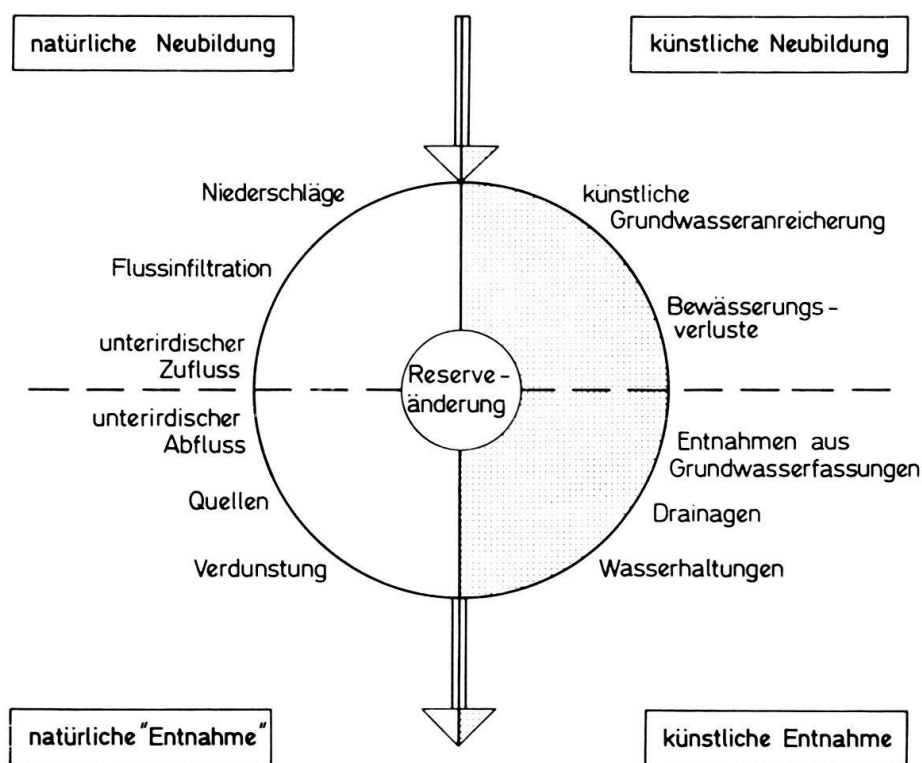 natürliche Neubildung
künstliche Neubildung
Niederschläge
künstliche
Grundwasseranreicherung
Flussinfiltration
Bewässerungs-
verluste
unterirdischer
Zufluss
Reserve-
änderung
unterirdischer
Abfluss
Entnahmen aus
Grundwasserfassungen
Quellen
Drainagen
Verdunstung
Wasserhaltungen
natürliche "Entnahme"
künstliche Entnahme